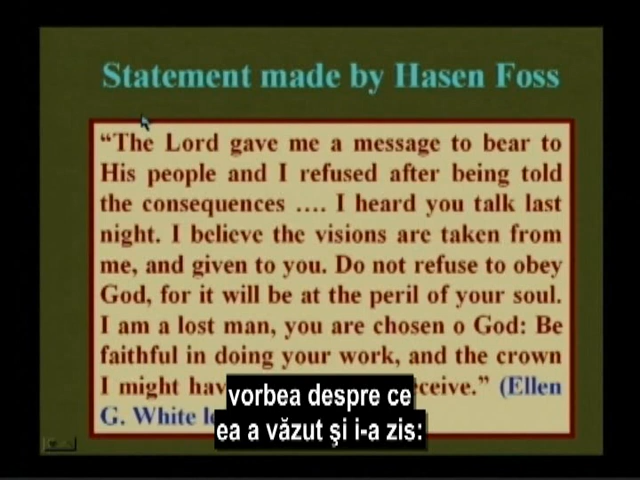 Statement made by Hasen Foss
“The Lord gave me a message to bear to
His people and I refused after being told
the consequences …. I heard you talk last
night. I believe the visions are taken from
me, and given to you. Do not refuse to obey
God, for it will be at the peril of your soul.
I am a lost man, you are chosen o God: Be
faithful in doing your work, and the crown
I might
” (Ellen
G. White
vorbea despre ce
ea a văzut şi i-a zis: